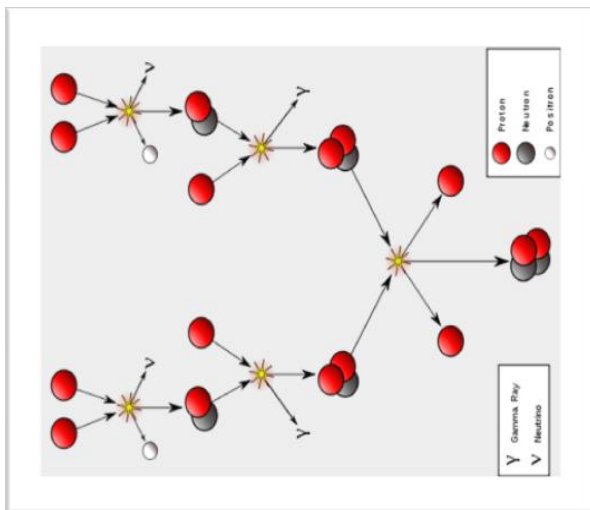 ν
γ
Proton
Neutron
Positron
ν
γ
γ Gamma Ray
ν Neutrino